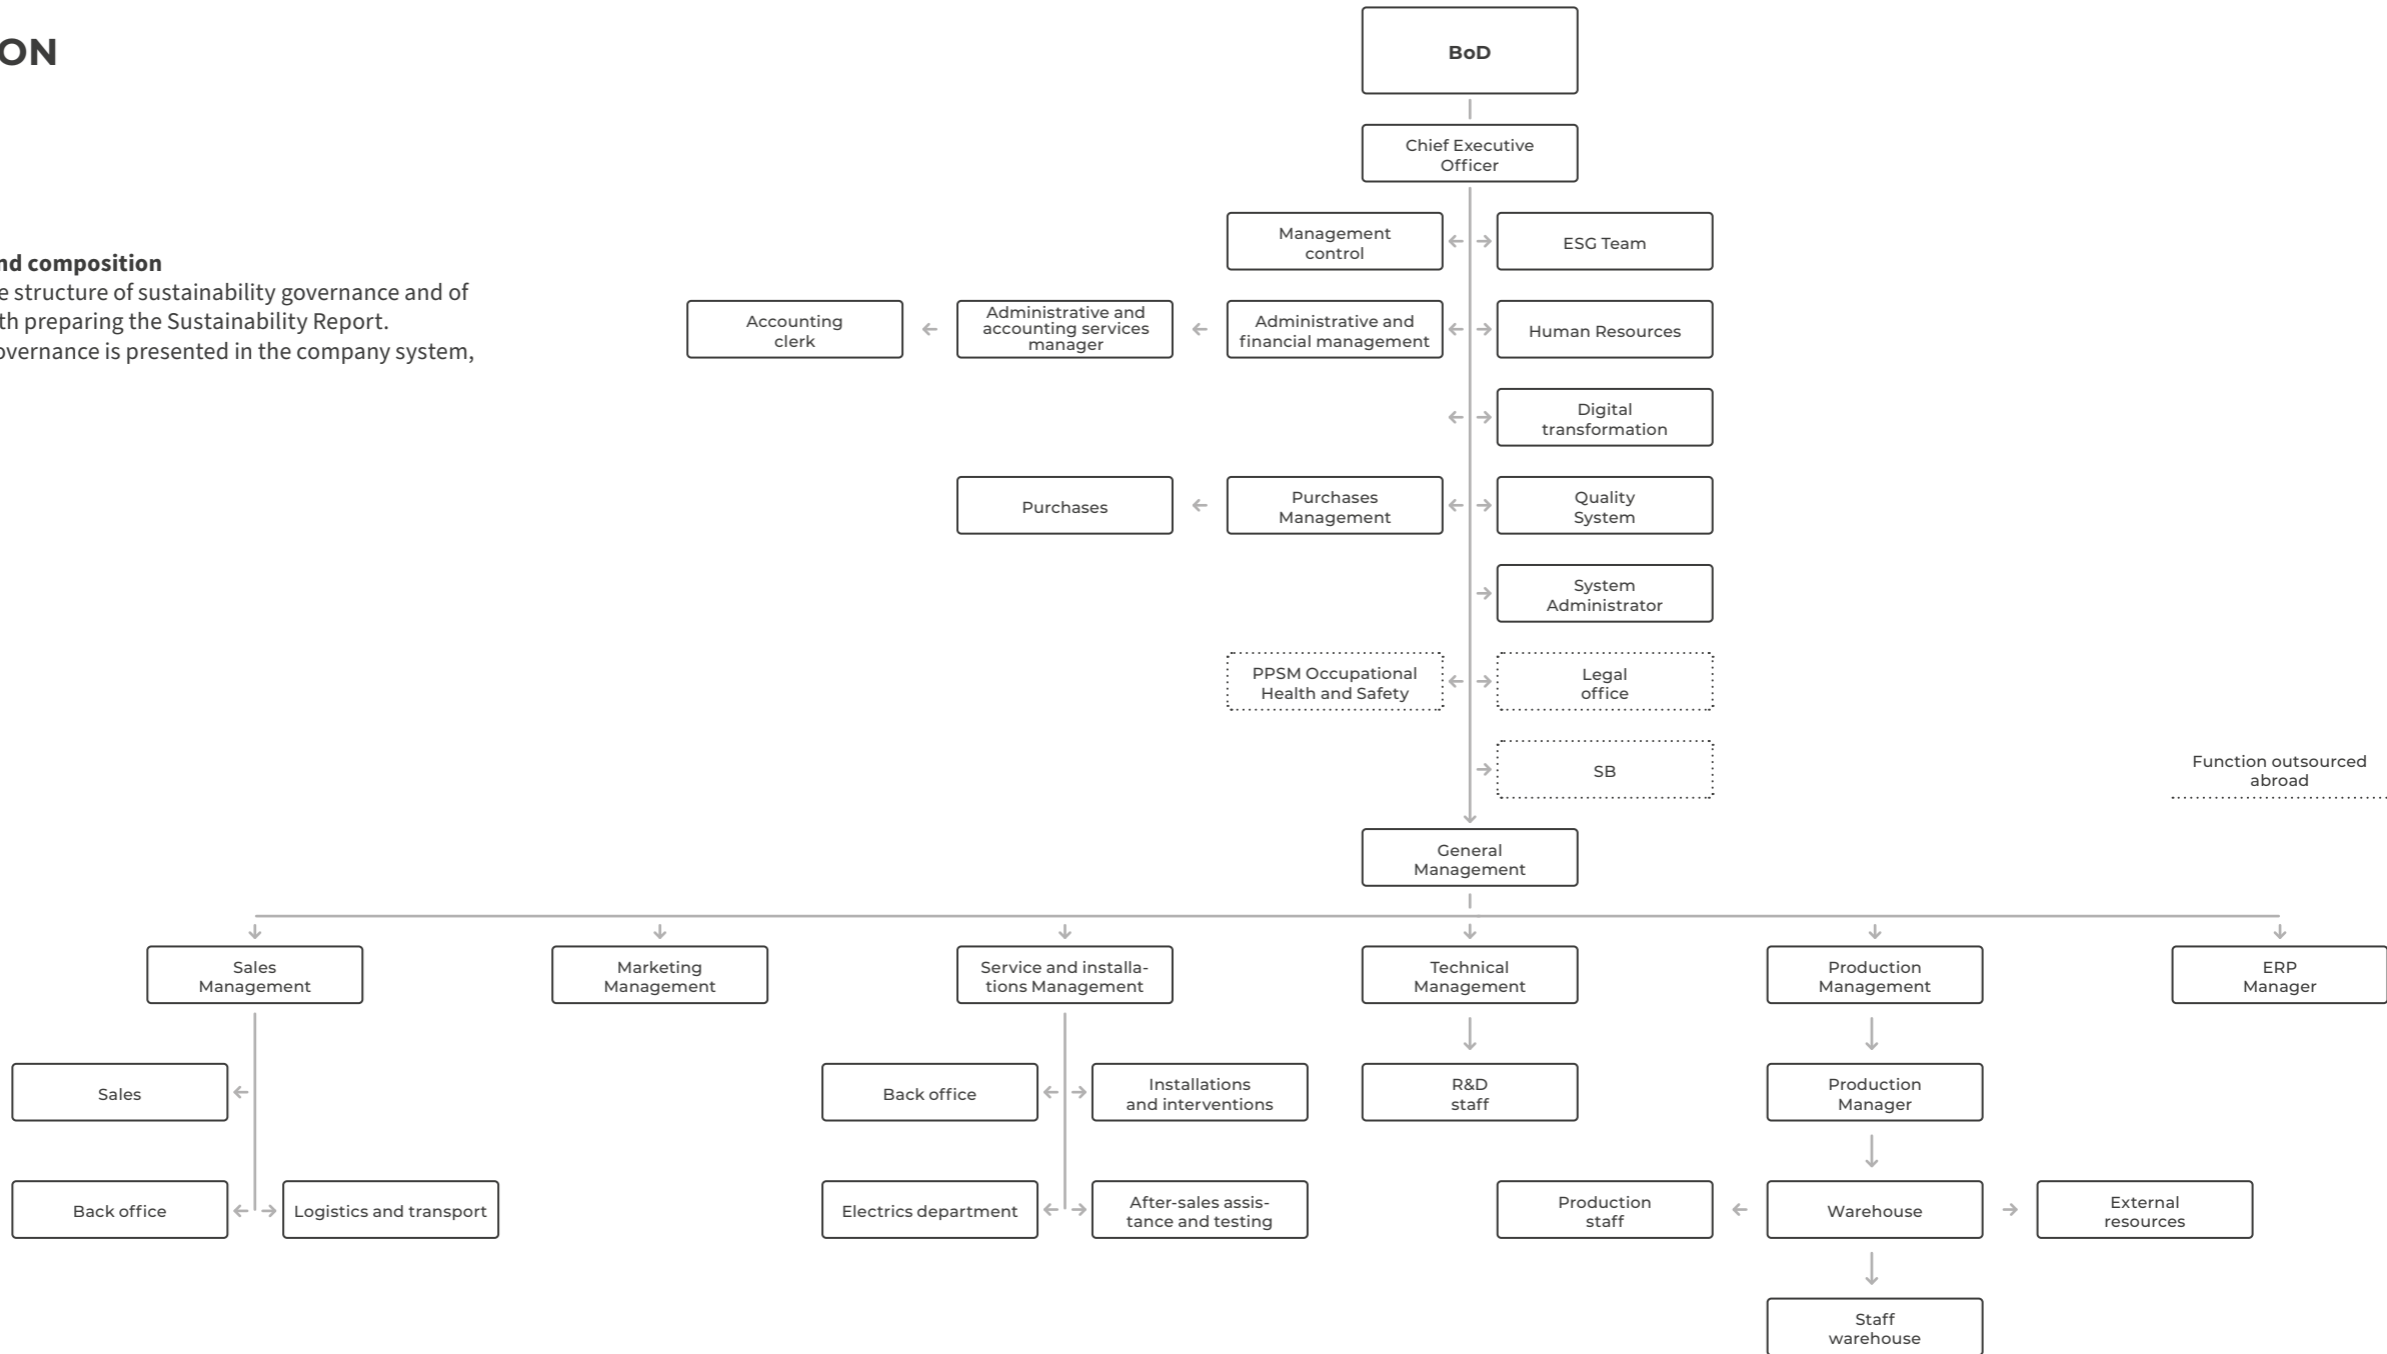 ON
nd composition
e structure of sustainability governance and of
th preparing the Sustainability Report.
overnance is presented in the company system,
BoD
Chief Executive
Officer
Management
control
ESG Team
Accounting
clerk
Administrative and
accounting services
manager
Administrative and
financial management
Human Resources
Digital
transformation
Purchases
Purchases
Management
Quality
System
System
Administrator
PPSM Occupational
Health and Safety
Legal
office
SB
Function outsourced
abroad
General
Management
Sales
Management
Marketing
Management
Service and installa-
tions Management
Technical
Management
Production
Management
ERP
Manager
Sales
Back office
Installations
and interventions
R&D
staff
Production
Manager
Back office
Logistics and transport
Electrics department
After-sales assis-
tance and testing
Production
staff
Warehouse
External
resources
Staff
warehouse